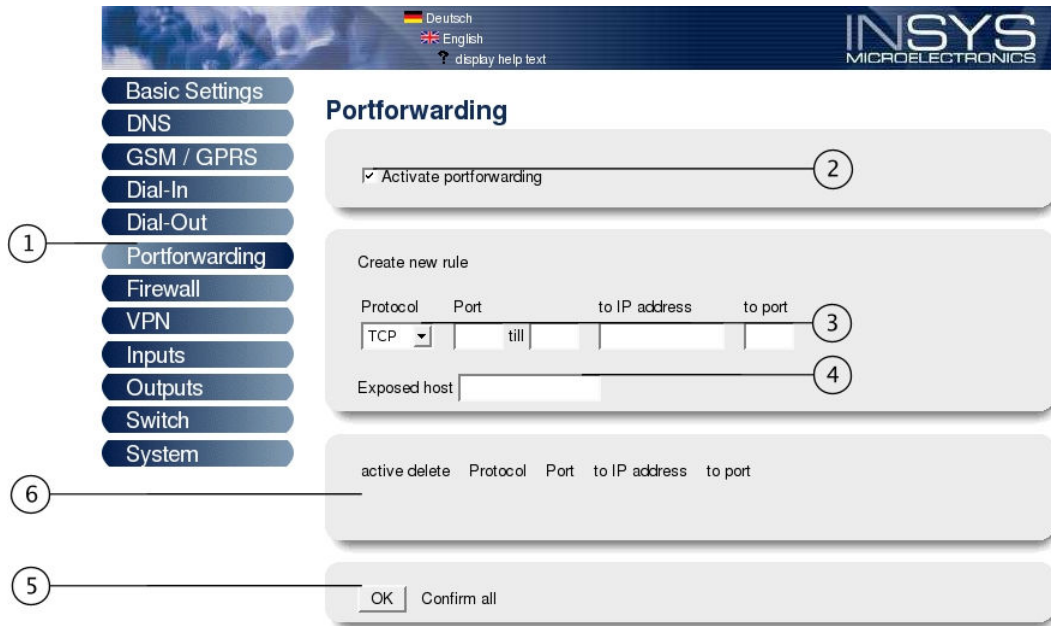 Deutsch
English
? display help text
INSYS
MICROELECTRONICS
Basic Settings
DNS
GSM / GPRS
Dial-In
Dial-Out
Portforwarding
Firewall
VPN
Inputs
Outputs
Switch
System
Portforwarding
Activate portforwarding
Create new rule
Protocol Port to IP address to port
TCP till
Exposed host
active delete Protocol Port to IP address to port
OK Confirm all
1
2
3
4
6
5